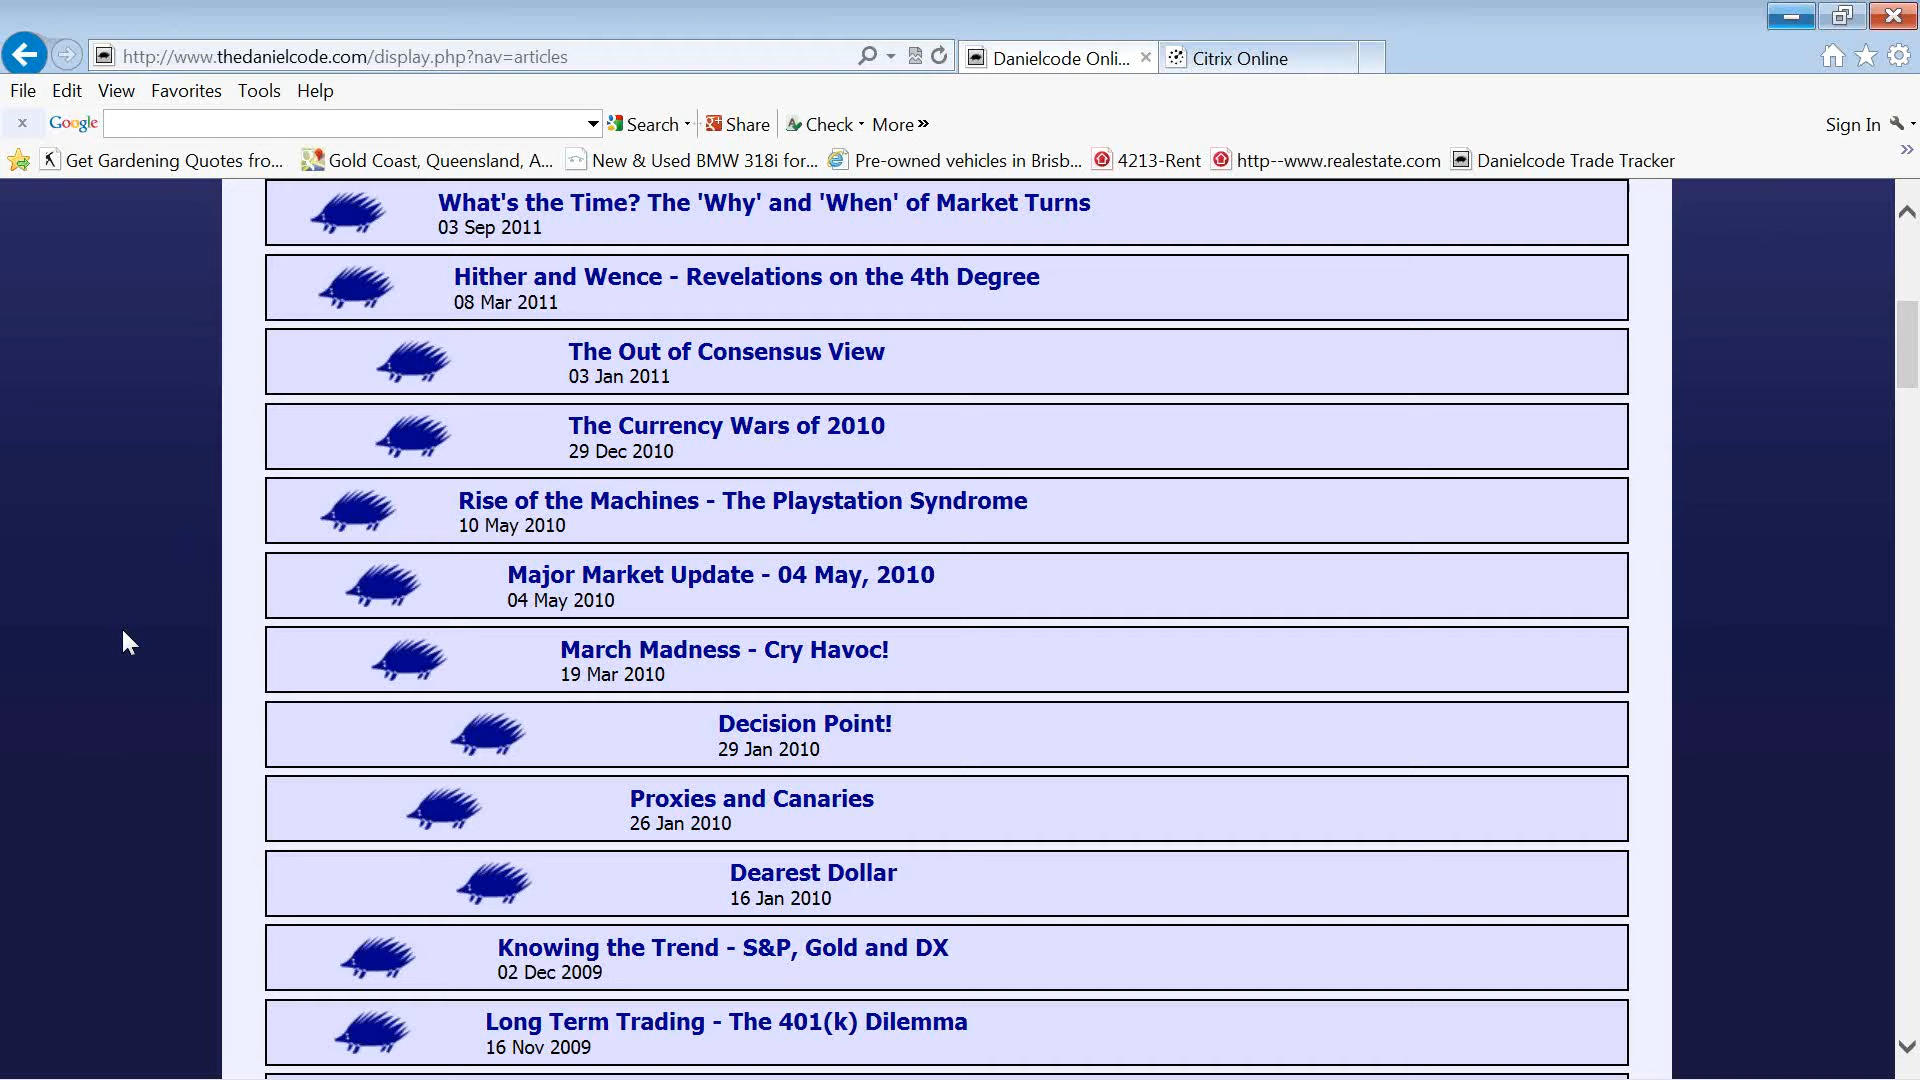 http://www.thedanielcode.com/display.php?nav=articles
Danielcode Onli...
Citrix Online
File Edit View Favorites Tools Help
x Google Search Share Check More »
Sign In
Get Gardening Quotes fro... Gold Coast, Queensland, A... New & Used BMW 318i for... Pre-owned vehicles in Brisb... 4213-Rent http--www.realestate.com Danielcode Trade Tracker »
What's the Time? The 'Why' and 'When' of Market Turns
03 Sep 2011
Hither and Wence - Revelations on the 4th Degree
08 Mar 2011
The Out of Consensus View
03 Jan 2011
The Currency Wars of 2010
29 Dec 2010
Rise of the Machines - The Playstation Syndrome
10 May 2010
Major Market Update - 04 May, 2010
04 May 2010
March Madness - Cry Havoc!
19 Mar 2010
Decision Point!
29 Jan 2010
Proxies and Canaries
26 Jan 2010
Dearest Dollar
16 Jan 2010
Knowing the Trend - S&P, Gold and DX
02 Dec 2009
Long Term Trading - The 401(k) Dilemma
16 Nov 2009